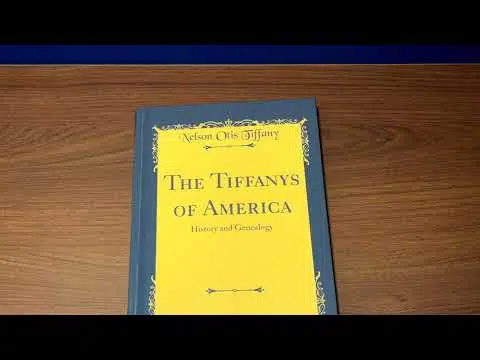 Nelson Otis Tiffany
THE TIFFANYS
OF AMERICA
History and Genealogy